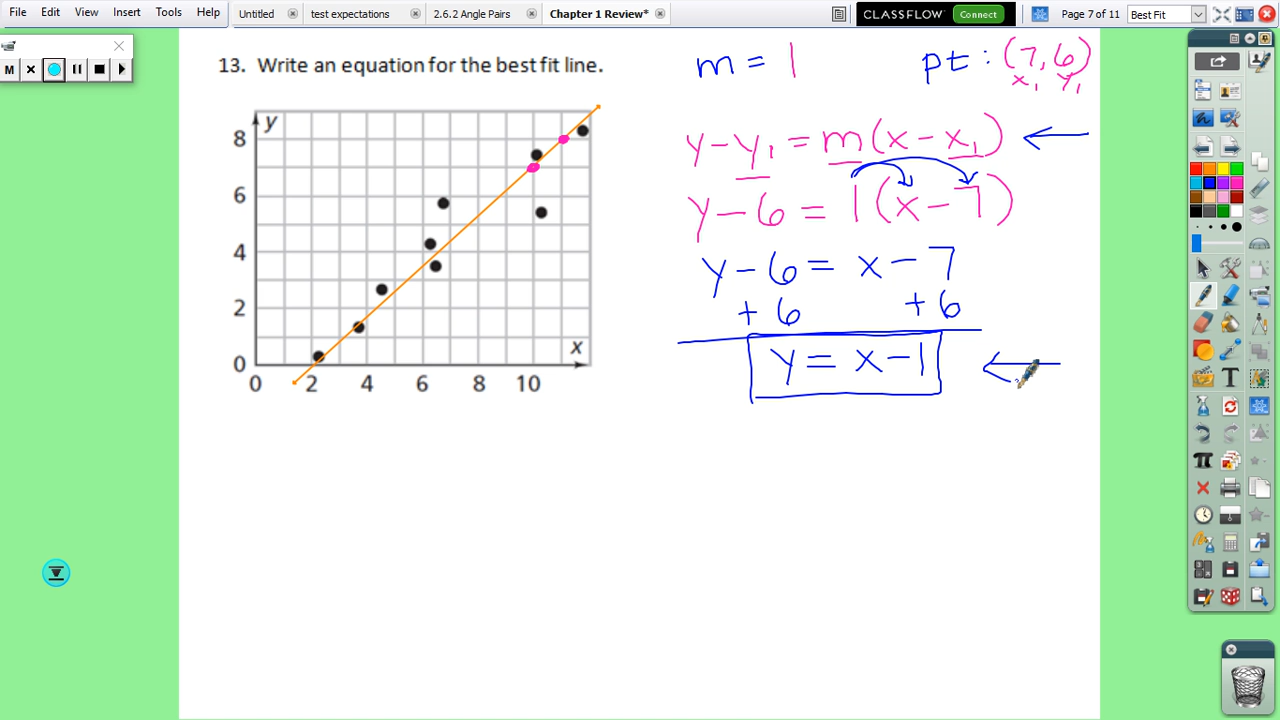 File Edit View Insert Tools Help
Untitled test expectations 2.6.2 Angle Pairs Chapter 1 Review*
CLASSFLOW Connect Page 7 of 11 Best Fit
M
13. Write an equation for the best fit line.
y
8
6
4
2
0
x
0 2 4 6 8 10
m = 1 pt : (7, 6)
x₁ y₁
y - y₁ = m(x - x₁)
y - 6 = 1(x - 7)
y - 6 = x - 7
+ 6 + 6
y = x - 1
T
π